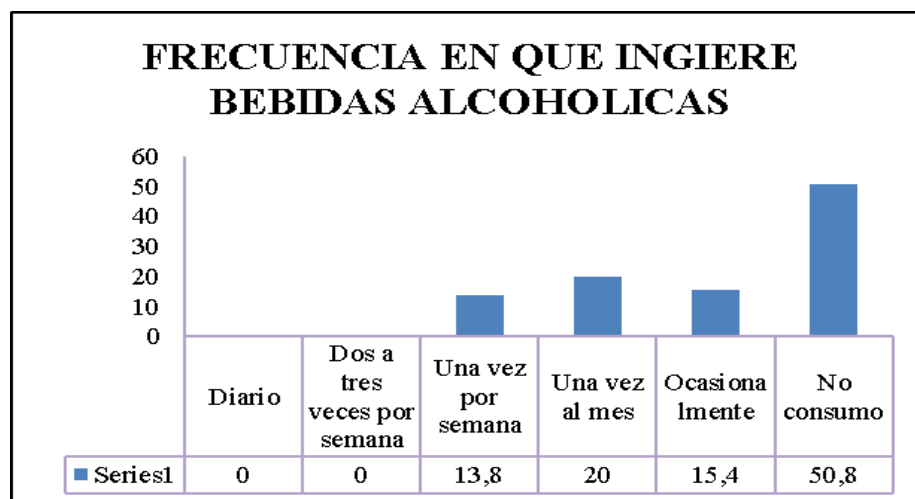 FRECUENCIA EN QUE INGIERE
BEBIDAS ALCOHOLICAS
60
50
40
30
20
10
0
Diario
Dos a
tres
veces por
semana
Una vez
por
semana
Una vez
al mes
Ocasiona
lmente
No
consumo
Series1 0 0 13,8 20 15,4 50,8